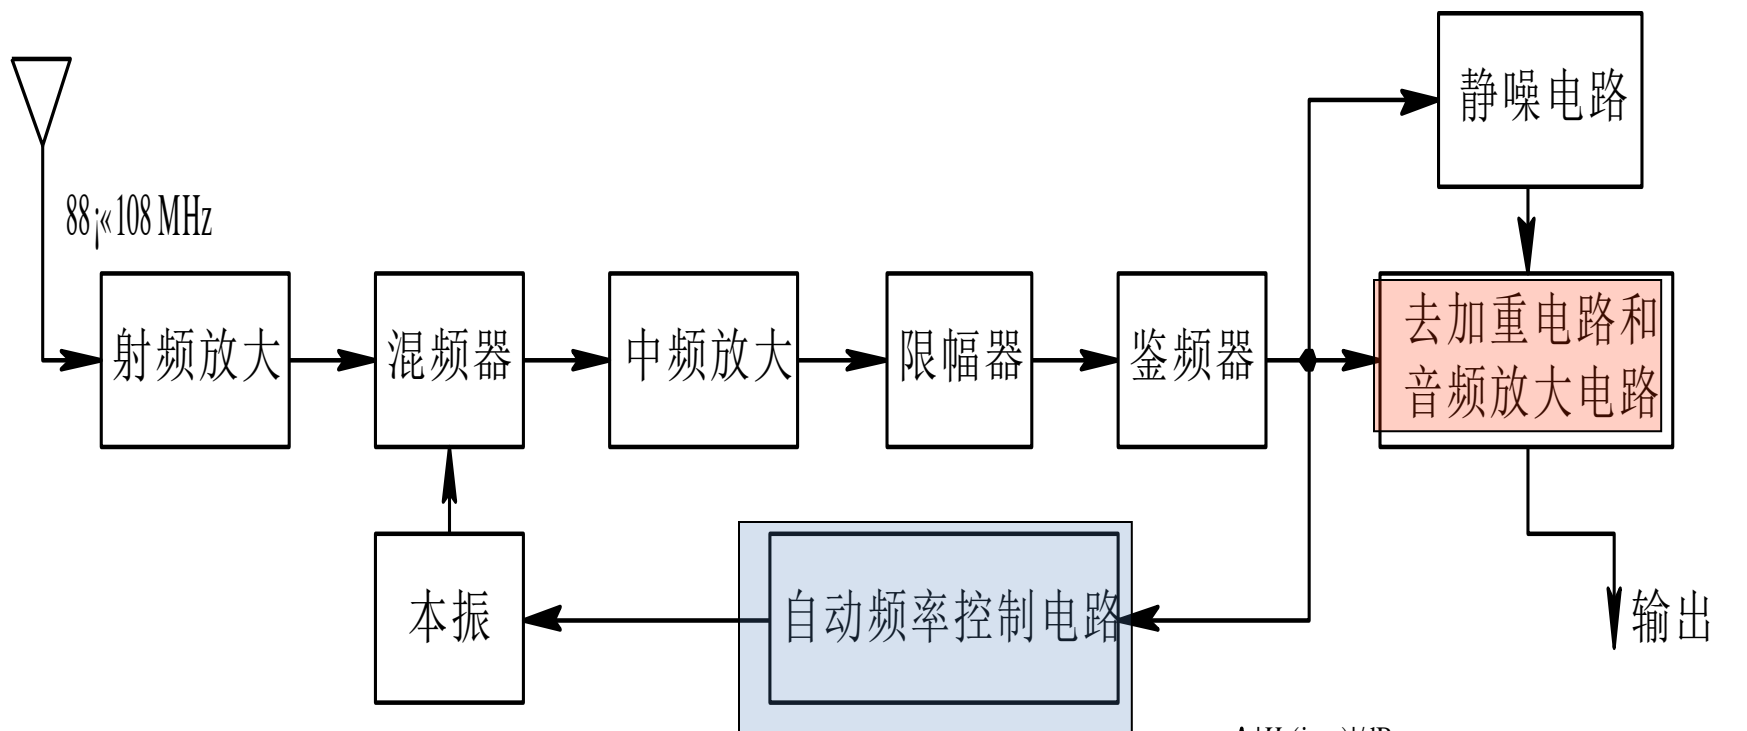 静噪电路
88¡«108 MHz
射频放大
混频器
中频放大
限幅器
鉴频器
去加重电路和
音频放大电路
本振
自动频率控制电路
输出